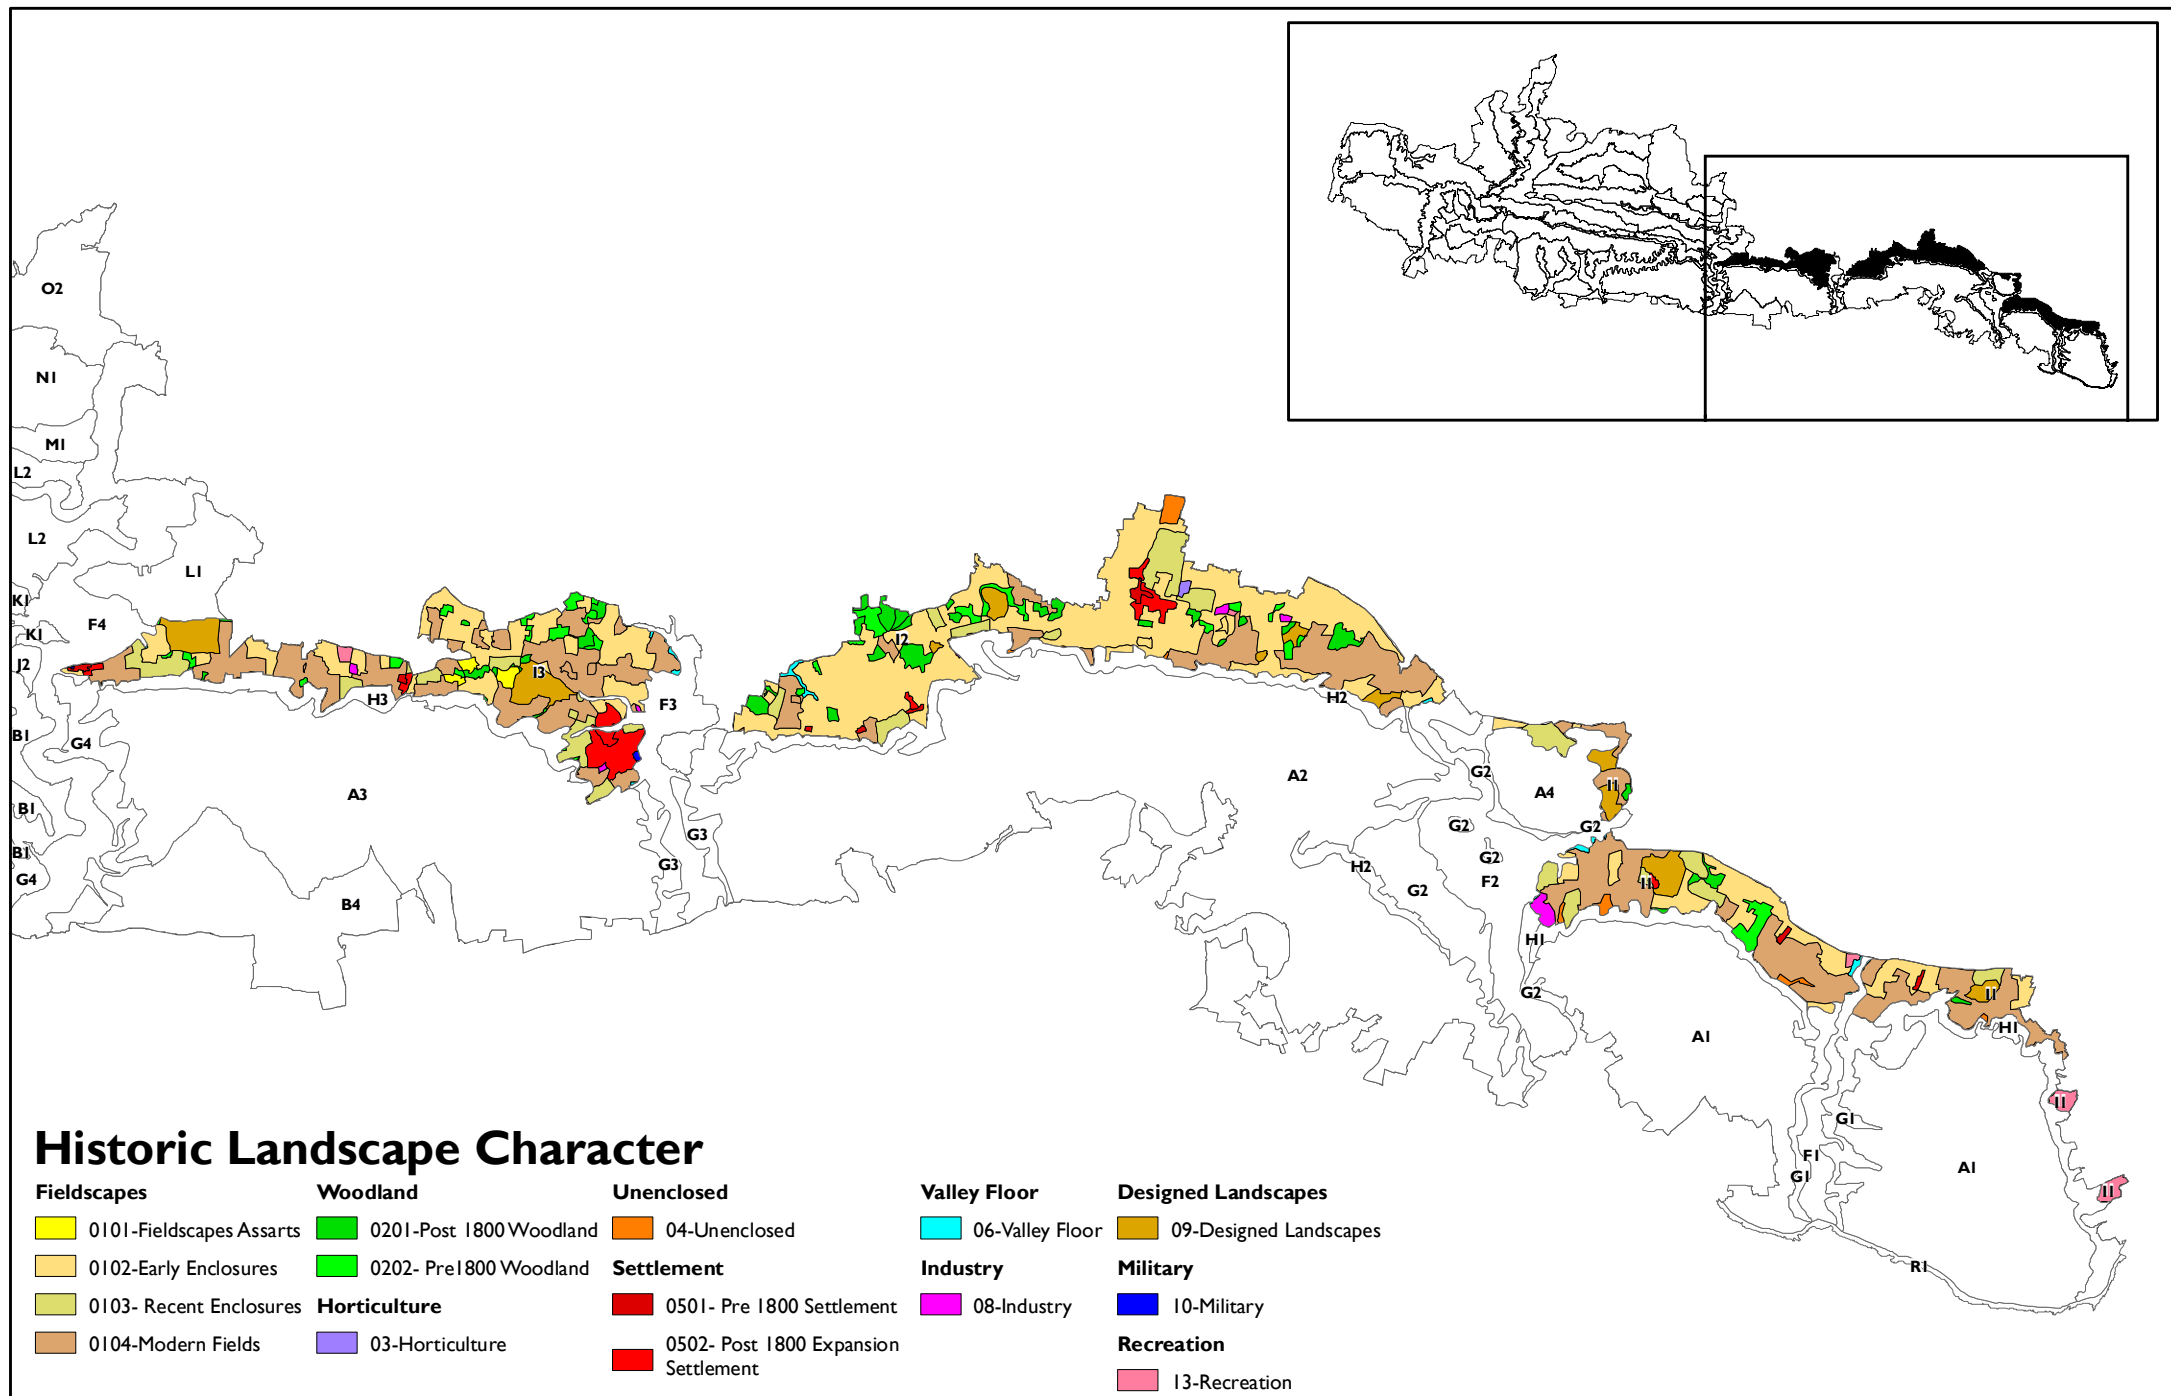 O2
N1
M1
L2
L2
L1
K1
F4
K1
I2
J2
I3
H3
F3
H2
B1
G4
G2
A2
I1
A3
A4
B1
G2
G2
G3
B1
G3
G2
H2
G4
F2
I1
G2
B4
H1
G2
I1
H1
A1
I1
G1
F1
A1
G1
I1
R1
Historic Landscape Character
Fieldscapes
0101-Fieldscapes Assarts
0102-Early Enclosures
0103- Recent Enclosures
0104-Modern Fields
Woodland
0201-Post 1800 Woodland
0202- Pre1800 Woodland
Horticulture
03-Horticulture
Unenclosed
04-Unenclosed
Settlement
0501- Pre 1800 Settlement
0502- Post 1800 Expansion
Settlement
Valley Floor
06-Valley Floor
Industry
08-Industry
Designed Landscapes
09-Designed Landscapes
Military
10-Military
Recreation
13-Recreation